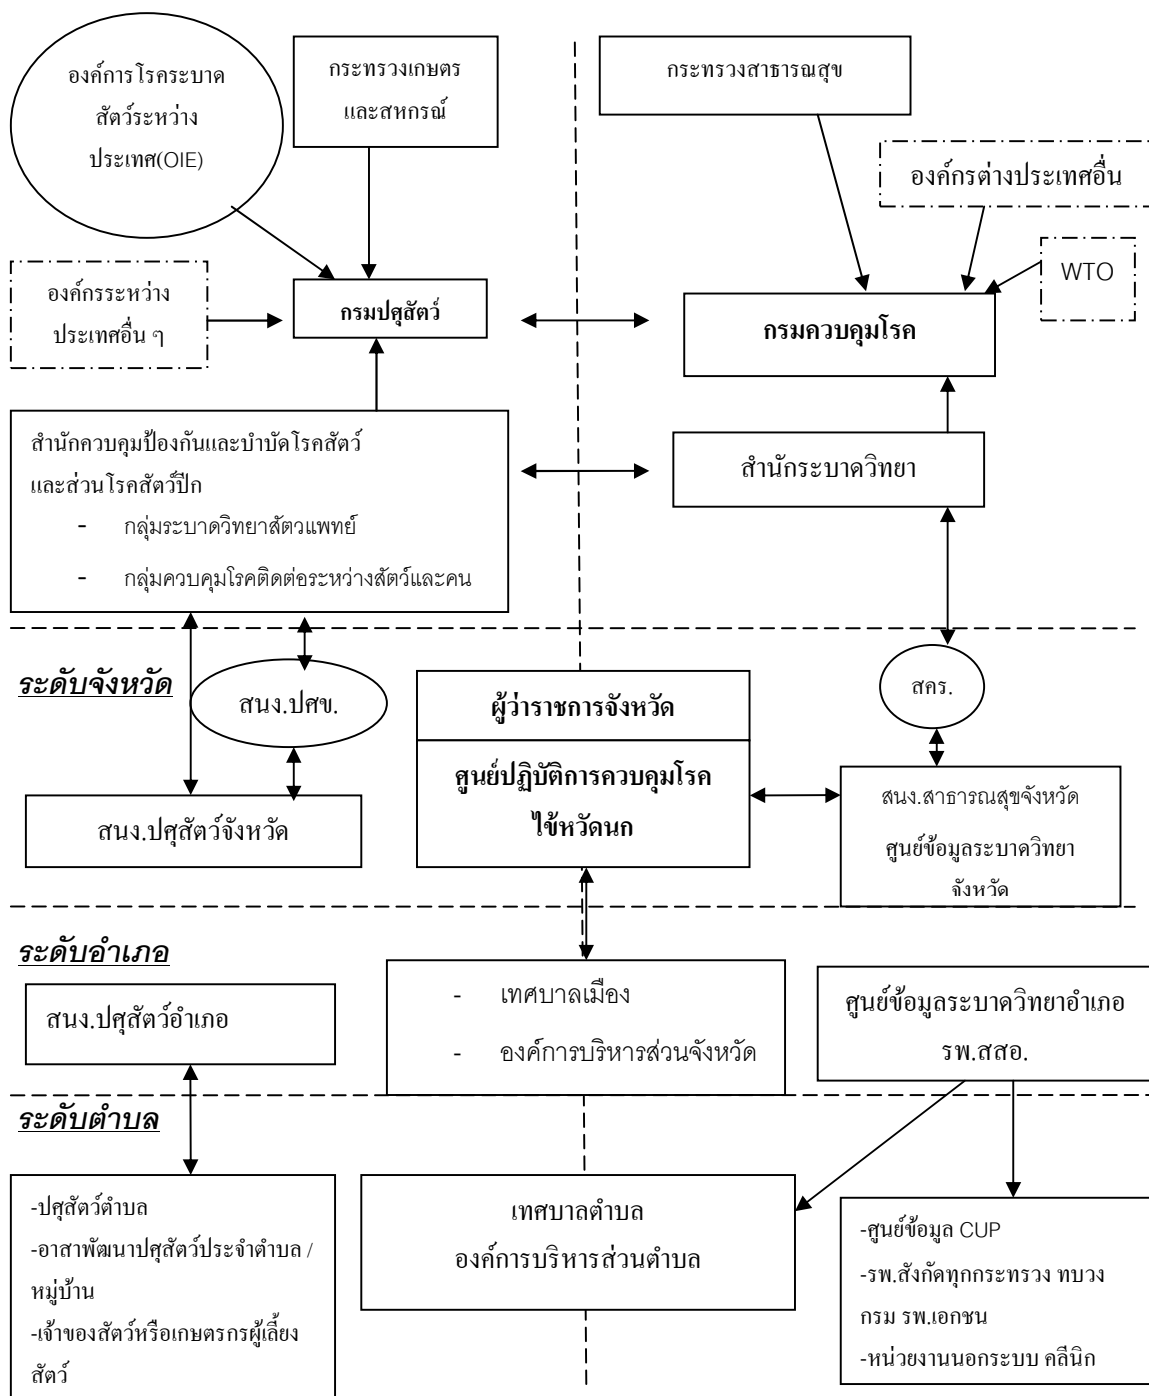 องค์การโรคระบาด
สัตว์ระหว่าง
ประเทศ(OIE)
กระทรวงเกษตร
และสหกรณ์
กระทรวงสาธารณสุข
องค์กรต่างประเทศอื่น
WTO
องค์กรระหว่าง
ประเทศอื่น ๆ
กรมปศุสัตว์
กรมควบคุมโรค
สำนักควบคุมป้องกันและบำบัดโรคสัตว์
และส่วนโรคสัตว์ปีก
- กลุ่มระบาดวิทยาสัตวแพทย์
- กลุ่มควบคุมโรคติดต่อระหว่างสัตว์และคน
สำนักระบาดวิทยา
ระดับจังหวัด
สนง.ปศข.
ผู้ว่าราชการจังหวัด
สคร.
สนง.ปศุสัตว์จังหวัด
ศูนย์ปฏิบัติการควบคุมโรค
ไข้หวัดนก
สนง.สาธารณสุขจังหวัด
ศูนย์ข้อมูลระบาดวิทยา
จังหวัด
ระดับอำเภอ
สนง.ปศุสัตว์อำเภอ
- เทศบาลเมือง
- องค์การบริหารส่วนจังหวัด
ศูนย์ข้อมูลระบาดวิทยาอำเภอ
รพ.สสอ.
ระดับตำบล
-ปศุสัตว์ตำบล
-อาสาพัฒนาปศุสัตว์ประจำตำบล /
หมู่บ้าน
-เจ้าของสัตว์หรือเกษตรกรผู้เลี้ยง
สัตว์
เทศบาลตำบล
องค์การบริหารส่วนตำบล
-ศูนย์ข้อมูล CUP
-รพ.สังกัดทุกกระทรวง ทบวง
กรม รพ.เอกชน
-หน่วยงานนอกระบบ คลีนิก